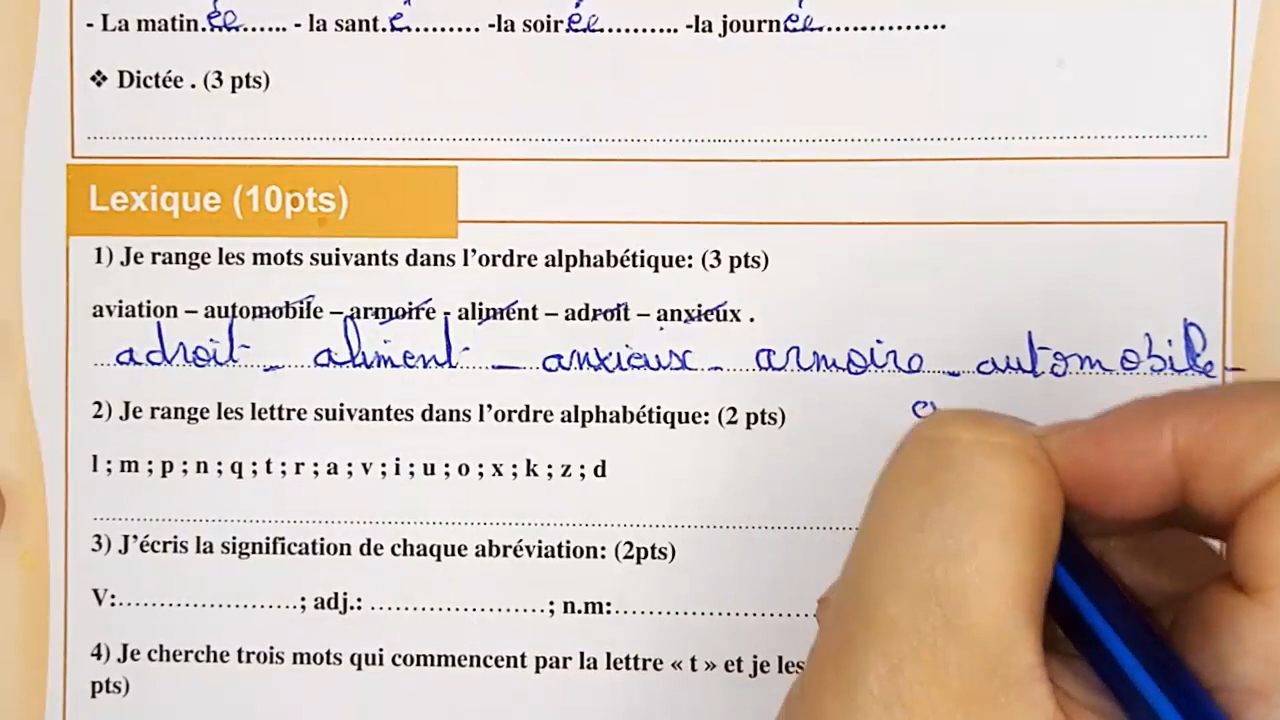 - La matin.ée...... - la sant.é......... -la soirée.......... -la journée................
❖ Dictée . (3 pts)
Lexique (10pts)
1) Je range les mots suivants dans l'ordre alphabétique: (3 pts)
aviation – automobile – armoire - aliment – adroit – anxieux .
adroit - aliment - anxieux - armoire - automobile -
2) Je range les lettre suivantes dans l'ordre alphabétique: (2 pts)
l ; m ; p ; n ; q ; t ; r ; a ; v ; i ; u ; o ; x ; k ; z ; d
3) J'écris la signification de chaque abréviation: (2pts)
V:.....................; adj.: ....................; n.m:........................
4) Je cherche trois mots qui commencent par la lettre « t » et je les
pts)